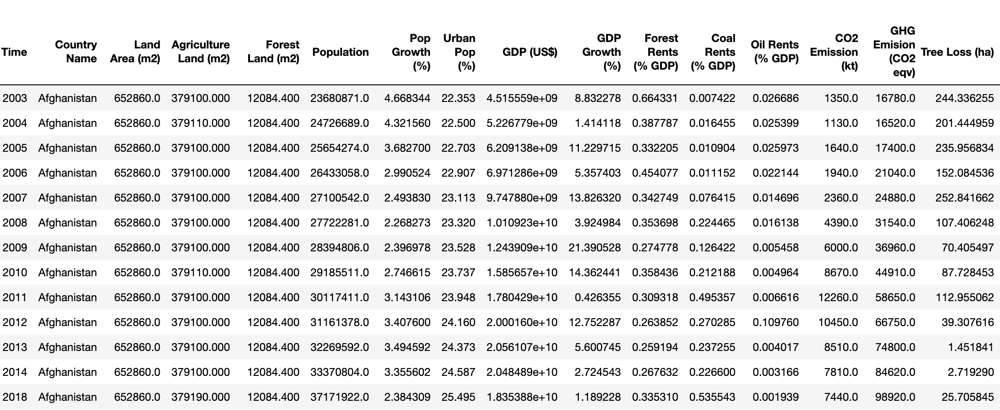 Time Country Name Land Area (m2) Agriculture Land (m2) Forest Land (m2) Population Pop Growth (%) Urban Pop (%) GDP (US$) GDP Growth (%) Forest Rents (% GDP) Coal Rents (% GDP) Oil Rents (% GDP) CO2 Emission (kt) GHG Emision (CO2 eqv) Tree Loss (ha)
2003 Afghanistan 652860.0 379100.000 12084.400 23680871.0 4.668344 22.353 4.515559e+09 8.832278 0.664331 0.007422 0.026686 1350.0 16780.0 244.336255
2004 Afghanistan 652860.0 379110.000 12084.400 24726689.0 4.321560 22.500 5.226779e+09 1.414118 0.387787 0.016455 0.025399 1130.0 16520.0 201.444959
2005 Afghanistan 652860.0 379100.000 12084.400 25654274.0 3.682700 22.703 6.209138e+09 11.229715 0.332205 0.010904 0.025973 1640.0 17400.0 235.956834
2006 Afghanistan 652860.0 379100.000 12084.400 26433058.0 2.990524 22.907 6.971286e+09 5.357403 0.454077 0.011152 0.022144 1940.0 21040.0 152.084536
2007 Afghanistan 652860.0 379100.000 12084.400 27100542.0 2.493830 23.113 9.747880e+09 13.826320 0.342749 0.076415 0.014696 2360.0 24880.0 252.841662
2008 Afghanistan 652860.0 379100.000 12084.400 27722281.0 2.268273 23.320 1.010923e+10 3.924984 0.353698 0.224465 0.016138 4390.0 31540.0 107.406248
2009 Afghanistan 652860.0 379100.000 12084.400 28394806.0 2.396978 23.528 1.243909e+10 21.390528 0.274778 0.126422 0.005458 6000.0 36960.0 70.405497
2010 Afghanistan 652860.0 379110.000 12084.400 29185511.0 2.746615 23.737 1.585657e+10 14.362441 0.358436 0.212188 0.004964 8670.0 44910.0 87.728453
2011 Afghanistan 652860.0 379100.000 12084.400 30117411.0 3.143106 23.948 1.780429e+10 0.426355 0.309318 0.495357 0.006616 12260.0 58650.0 112.955062
2012 Afghanistan 652860.0 379100.000 12084.400 31161378.0 3.407600 24.160 2.000160e+10 12.752287 0.263852 0.270285 0.109760 10450.0 66750.0 39.307616
2013 Afghanistan 652860.0 379100.000 12084.400 32269592.0 3.494592 24.373 2.056107e+10 5.600745 0.259194 0.237255 0.004017 8510.0 74800.0 1.451841
2014 Afghanistan 652860.0 379100.000 12084.400 33370804.0 3.355602 24.587 2.048489e+10 2.724543 0.267632 0.226600 0.003166 7810.0 84620.0 2.719290
2018 Afghanistan 652860.0 379190.000 12084.400 37171922.0 2.384309 25.495 1.835388e+10 1.189228 0.335310 0.535543 0.001939 7440.0 98920.0 25.705845